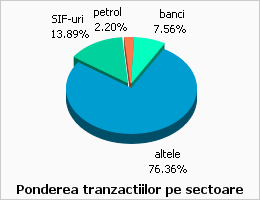 petrol
2.20%
banci
7.56%
SIF-uri
13.89%
altele
76.36%
Ponderea tranzactiilor pe sectoare